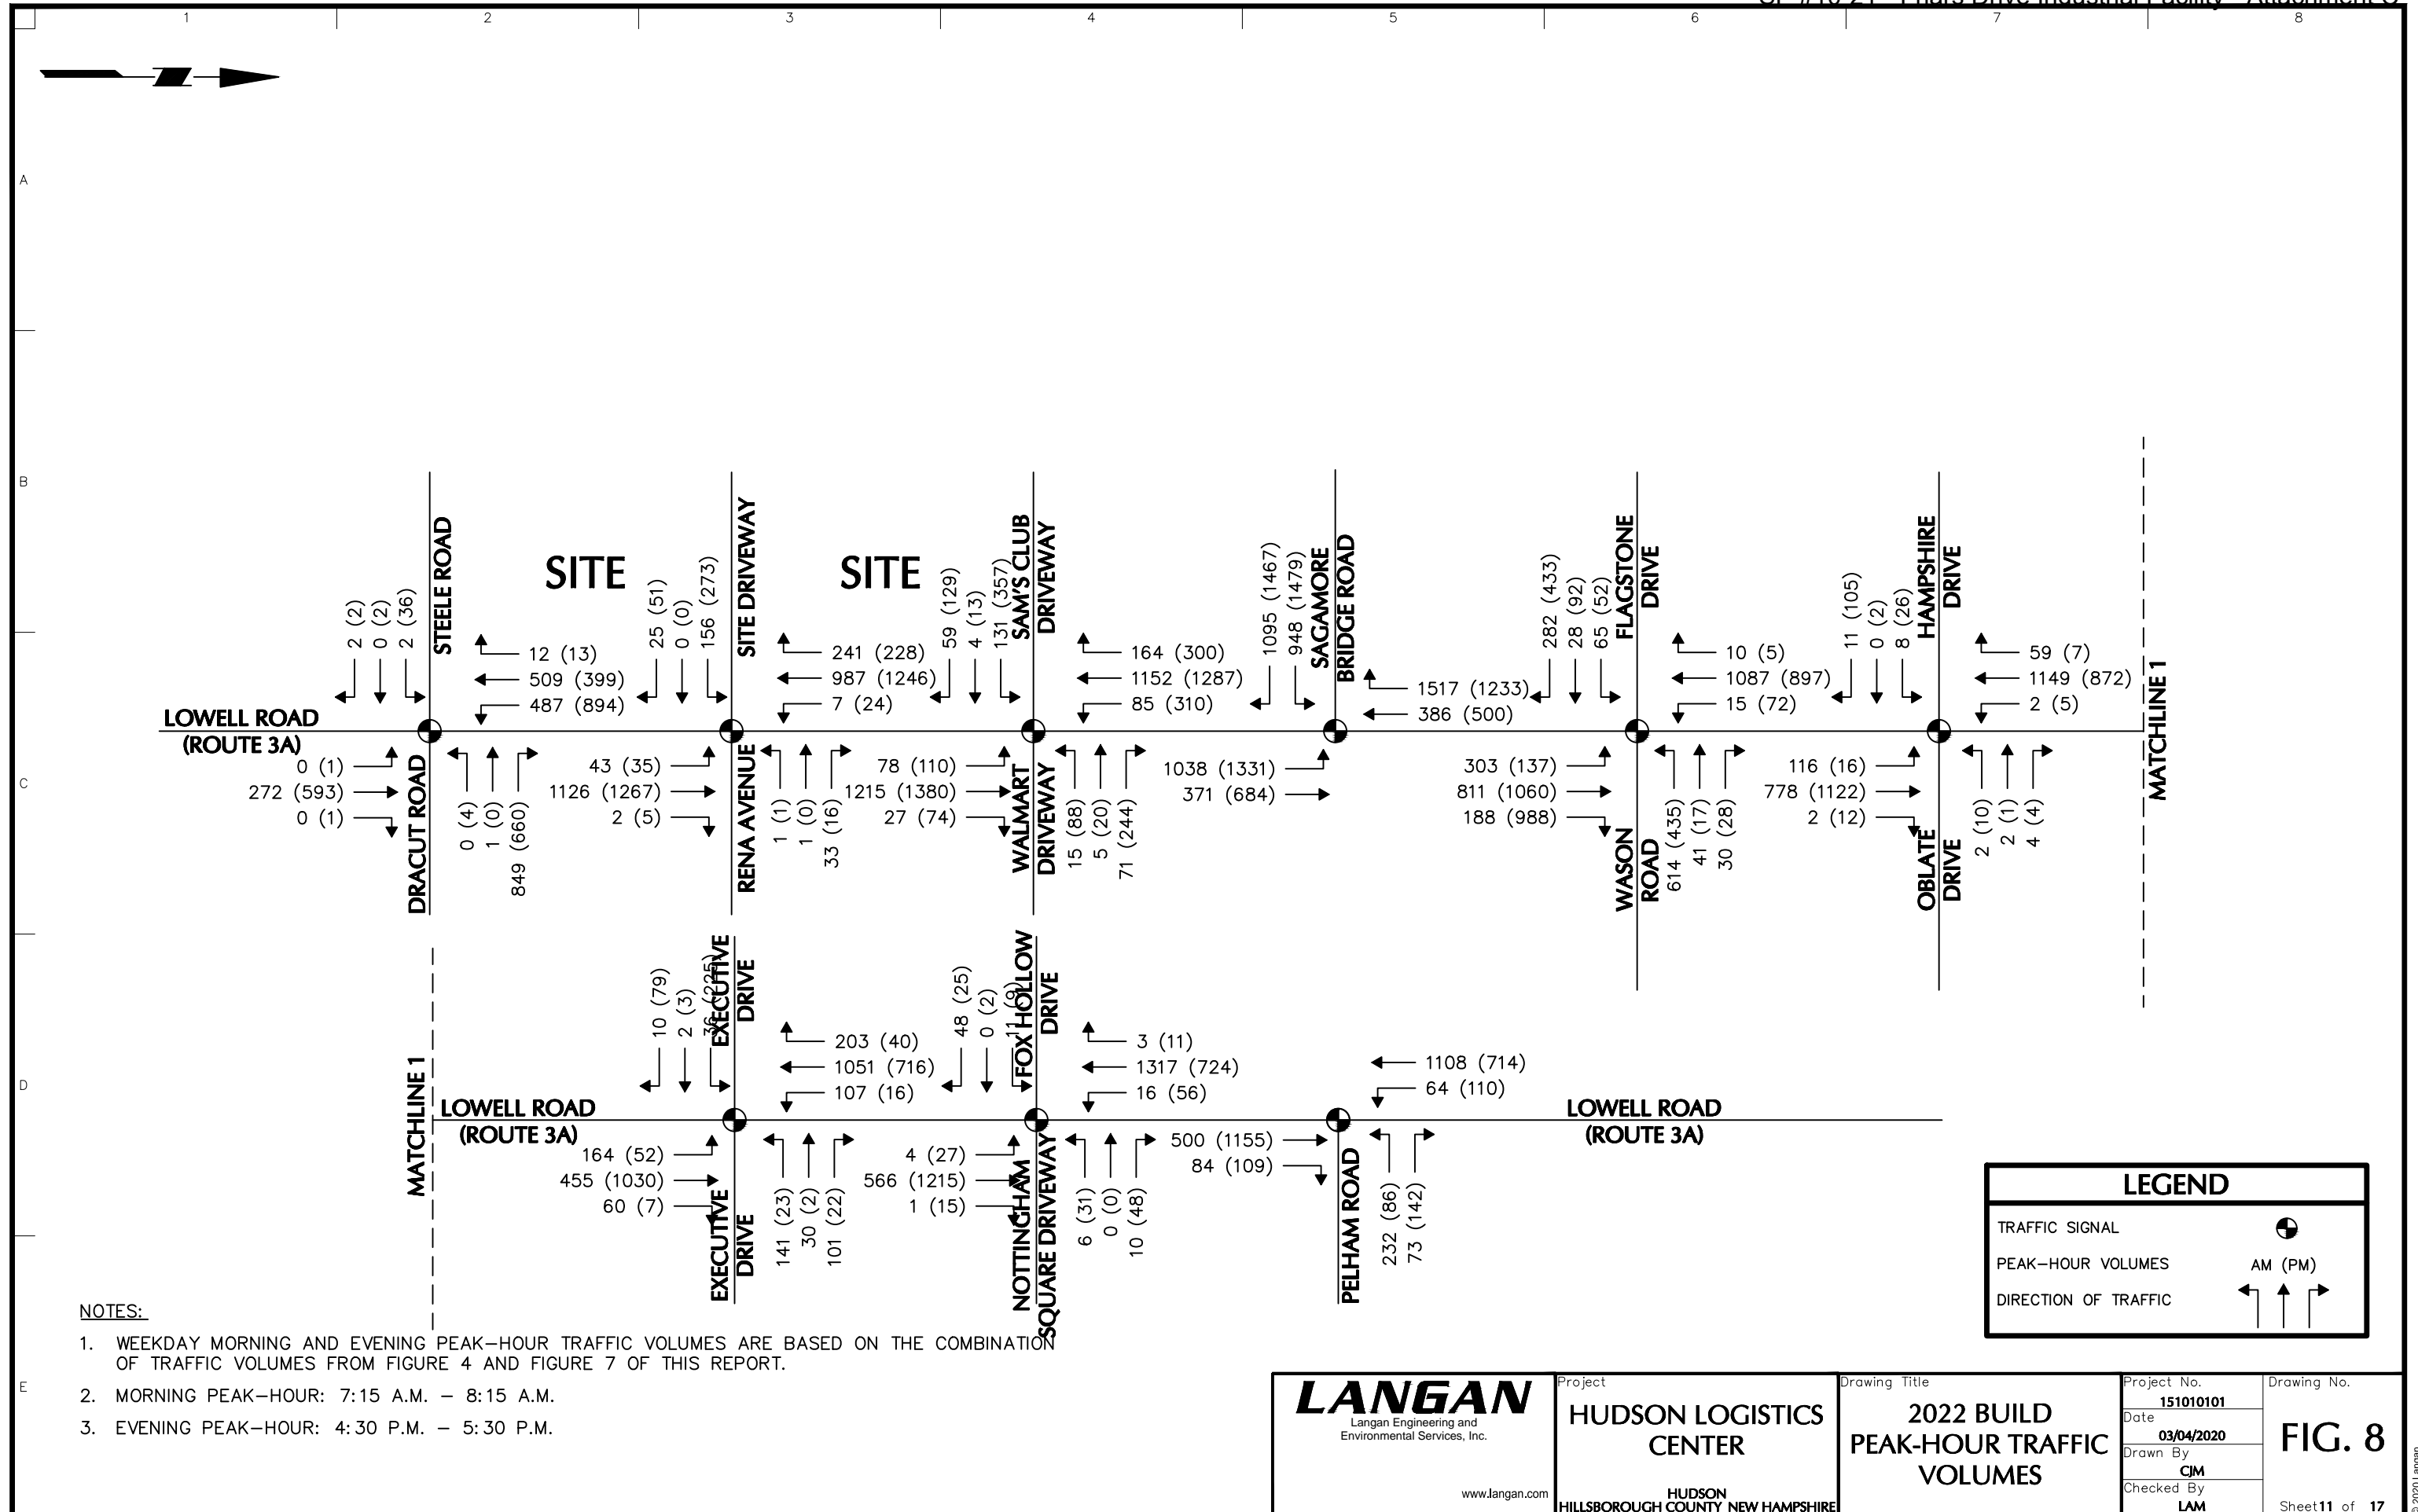 1 2 3 4 5 6 7 8
A
B
C
D
E
STEELE ROAD
DRACUT ROAD
2 (2)
0 (2)
2 (36)
12 (13)
509 (399)
487 (894)
LOWELL ROAD
(ROUTE 3A)
0 (1)
272 (593)
0 (1)
0 (4)
1 (0)
849 (660)
SITE
SITE DRIVEWAY
RENA AVENUE
25 (51)
0 (0)
156 (273)
241 (228)
987 (1246)
7 (24)
43 (35)
1126 (1267)
2 (5)
1 (1)
1 (0)
33 (16)
SITE
SAM'S CLUB
DRIVEWAY
WALMART
DRIVEWAY
59 (129)
4 (13)
131 (357)
164 (300)
1152 (1287)
85 (310)
78 (110)
1215 (1380)
27 (74)
15 (88)
5 (20)
71 (244)
SAGAMORE
BRIDGE ROAD
1095 (1467)
948 (1479)
1517 (1233)
386 (500)
1038 (1331)
371 (684)
FLAGSTONE
DRIVE
WASON
ROAD
282 (433)
28 (92)
65 (52)
10 (5)
1087 (897)
15 (72)
303 (137)
811 (1060)
188 (988)
614 (435)
41 (17)
30 (28)
HAMPSHIRE
DRIVE
OBLATE
DRIVE
11 (105)
0 (2)
8 (26)
59 (7)
1149 (872)
2 (5)
116 (16)
778 (1122)
2 (12)
2 (10)
2 (1)
4 (4)
MATCHLINE 1
MATCHLINE 1
LOWELL ROAD
(ROUTE 3A)
EXECUTIVE
DRIVE
EXECUTIVE
DRIVE
10 (79)
2 (3)
36 (225)
203 (40)
1051 (716)
107 (16)
164 (52)
455 (1030)
60 (7)
141 (23)
30 (2)
101 (22)
FOX HOLLOW
DRIVE
NOTTINGHAM
SQUARE DRIVEWAY
48 (25)
0 (2)
11 (9)
3 (11)
1317 (724)
16 (56)
4 (27)
566 (1215)
1 (15)
6 (31)
0 (0)
10 (48)
PELHAM ROAD
1108 (714)
64 (110)
500 (1155)
84 (109)
232 (86)
73 (142)
LOWELL ROAD
(ROUTE 3A)
LEGEND
TRAFFIC SIGNAL
PEAK-HOUR VOLUMES AM (PM)
DIRECTION OF TRAFFIC
NOTES:
1. WEEKDAY MORNING AND EVENING PEAK-HOUR TRAFFIC VOLUMES ARE BASED ON THE COMBINATION
OF TRAFFIC VOLUMES FROM FIGURE 4 AND FIGURE 7 OF THIS REPORT.
2. MORNING PEAK-HOUR: 7:15 A.M. - 8:15 A.M.
3. EVENING PEAK-HOUR: 4:30 P.M. - 5:30 P.M.
LANGAN
Langan Engineering and
Environmental Services, Inc.
www.langan.com
Project
HUDSON LOGISTICS
CENTER
HUDSON
HILLSBOROUGH COUNTY NEW HAMPSHIRE
Drawing Title
2022 BUILD
PEAK-HOUR TRAFFIC
VOLUMES
Project No.
151010101
Date
03/04/2020
Drawn By
CJM
Checked By
LAM
Drawing No.
FIG. 8
Sheet 11 of 17
© 2020 Langan